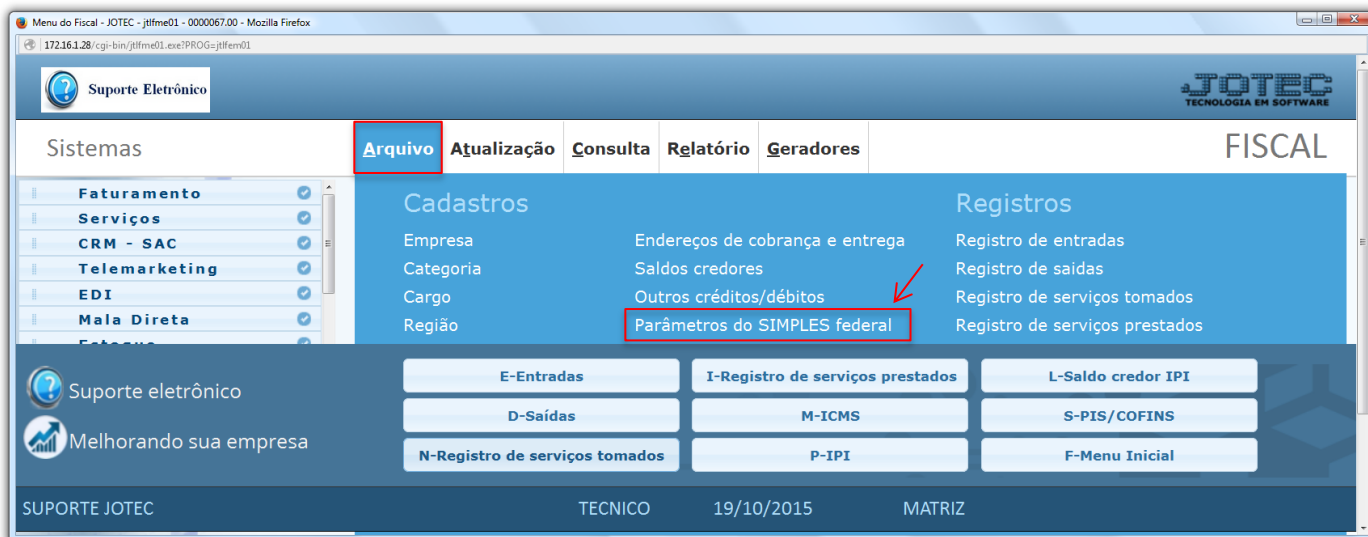 Menu do Fiscal - JOTEC - jtlfme01 - 0000067.00 - Mozilla Firefox
172.16.1.28/cgi-bin/jtlfme01.exe?PROG=jtlfem01
Suporte Eletrônico
JOTEC
TECNOLOGIA EM SOFTWARE
Sistemas
Arquivo Atualização Consulta Relatório Geradores
FISCAL
Faturamento
Serviços
CRM - SAC
Telemarketing
EDI
Mala Direta
Cadastros
Empresa
Categoria
Cargo
Região
Endereços de cobrança e entrega
Saldos credores
Outros créditos/débitos
Parâmetros do SIMPLES federal
Registros
Registro de entradas
Registro de saidas
Registro de serviços tomados
Registro de serviços prestados
Suporte eletrônico
Melhorando sua empresa
E-Entradas I-Registro de serviços prestados L-Saldo credor IPI
D-Saídas M-ICMS S-PIS/COFINS
N-Registro de serviços tomados P-IPI F-Menu Inicial
SUPORTE JOTEC TECNICO 19/10/2015 MATRIZ